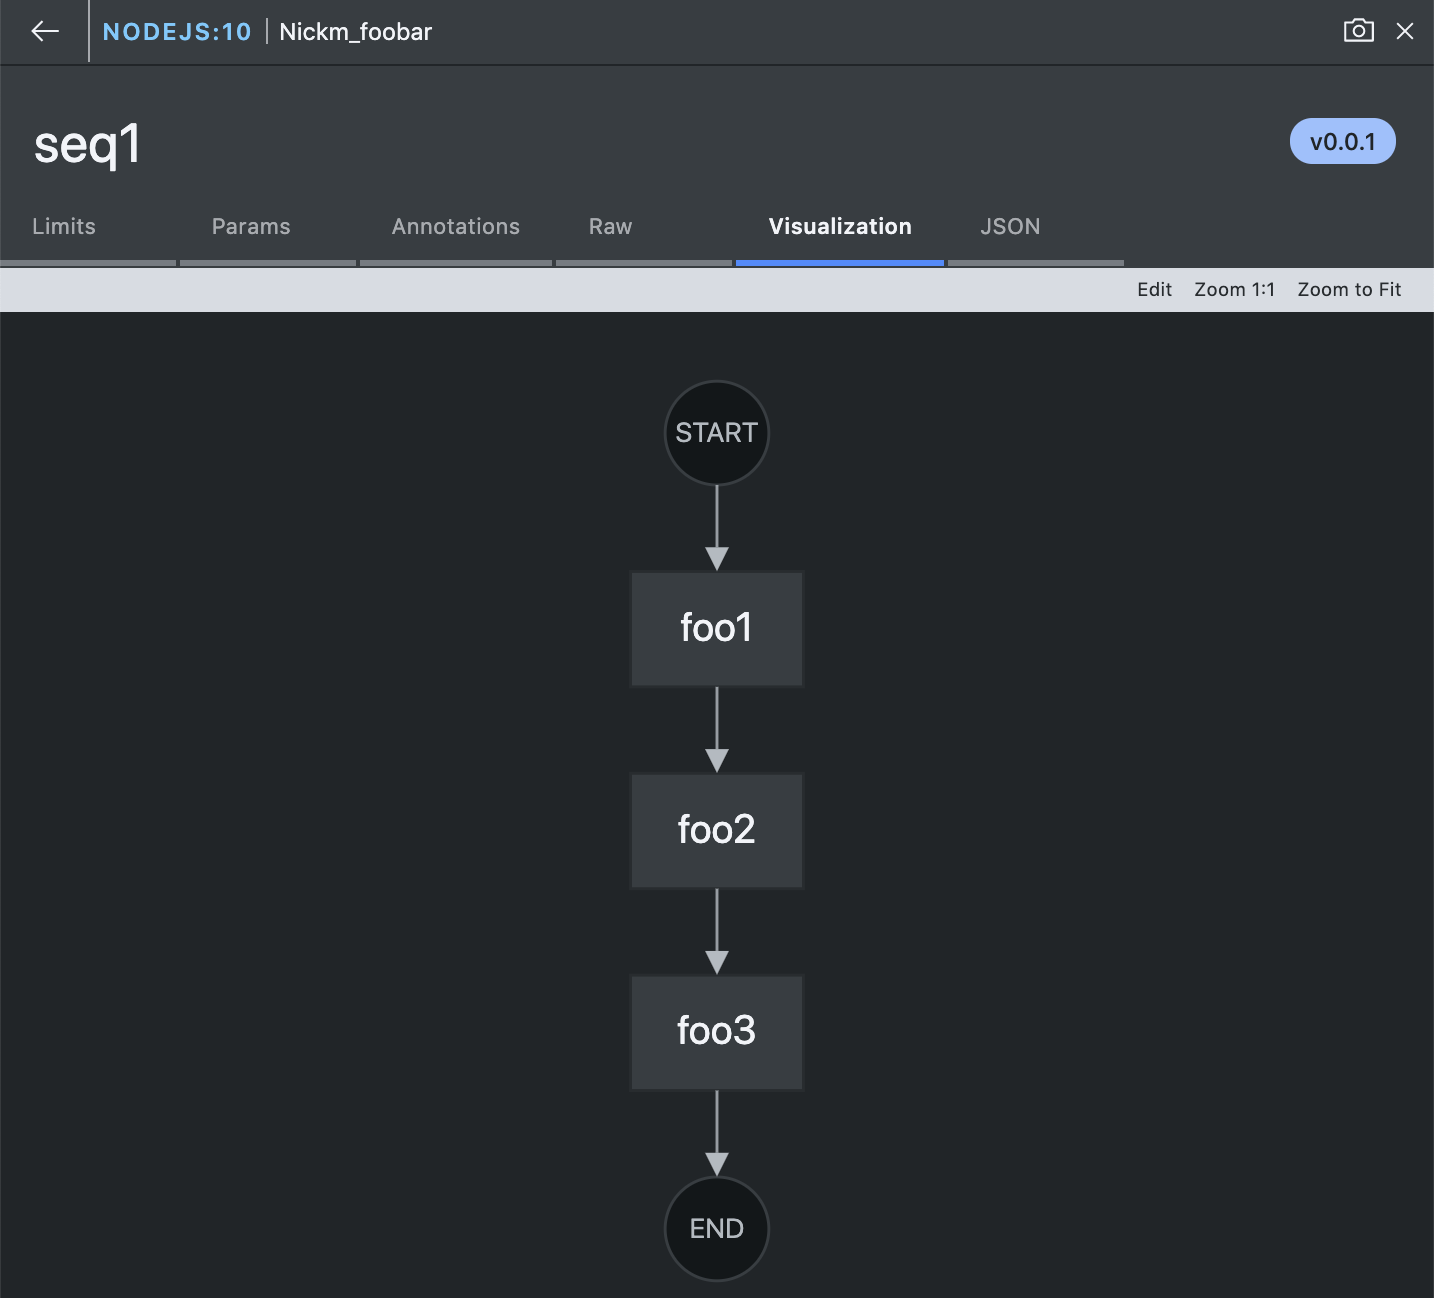 NODEJS:10 | Nickm_foobar
seq1
v0.0.1
Limits Params Annotations Raw Visualization JSON
Edit Zoom 1:1 Zoom to Fit
START
foo1
foo2
foo3
END